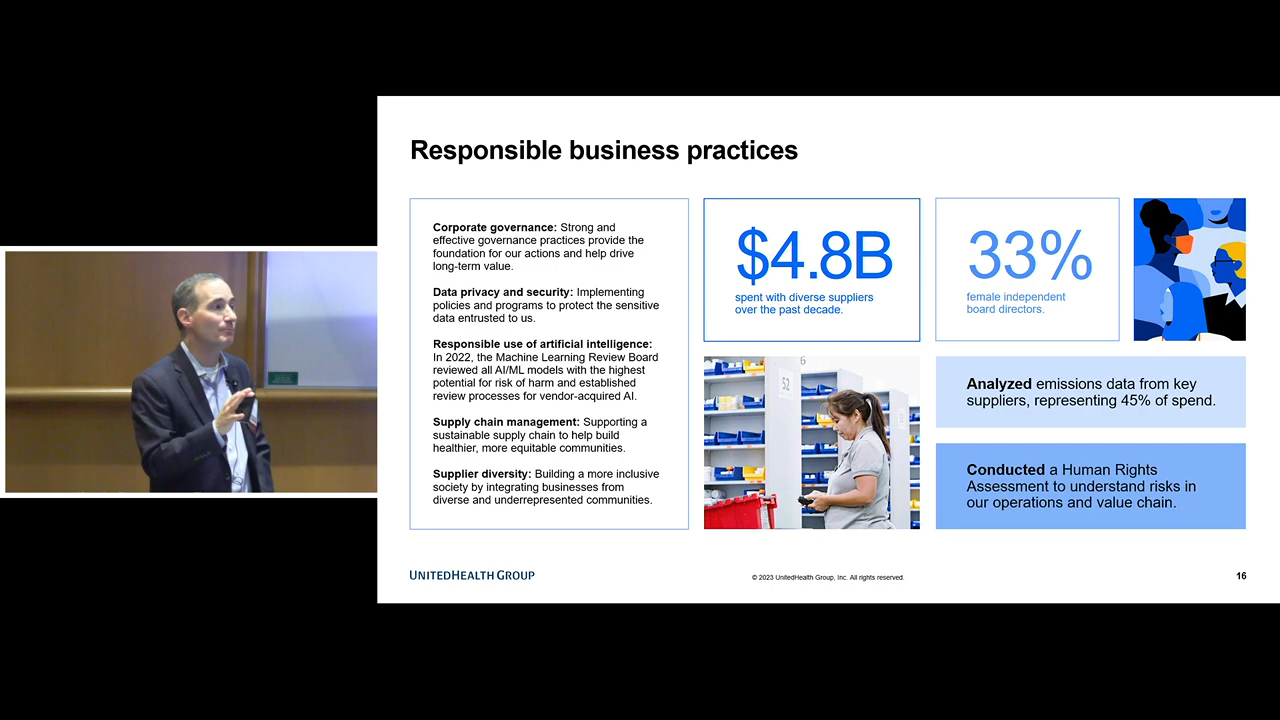 Responsible business practices
Corporate governance: Strong and
effective governance practices provide the
foundation for our actions and help drive
long-term value.
Data privacy and security: Implementing
policies and programs to protect the sensitive
data entrusted to us.
Responsible use of artificial intelligence:
In 2022, the Machine Learning Review Board
reviewed all AI/ML models with the highest
potential for risk of harm and established
review processes for vendor-acquired AI.
Supply chain management: Supporting a
sustainable supply chain to help build
healthier, more equitable communities.
Supplier diversity: Building a more inclusive
society by integrating businesses from
diverse and underrepresented communities.
$4.8B
spent with diverse suppliers
over the past decade.
33%
female independent
board directors.
6
52
Analyzed emissions data from key
suppliers, representing 45% of spend.
Conducted a Human Rights
Assessment to understand risks in
our operations and value chain.
UNITEDHEALTH GROUP
© 2023 UnitedHealth Group, Inc. All rights reserved.
16